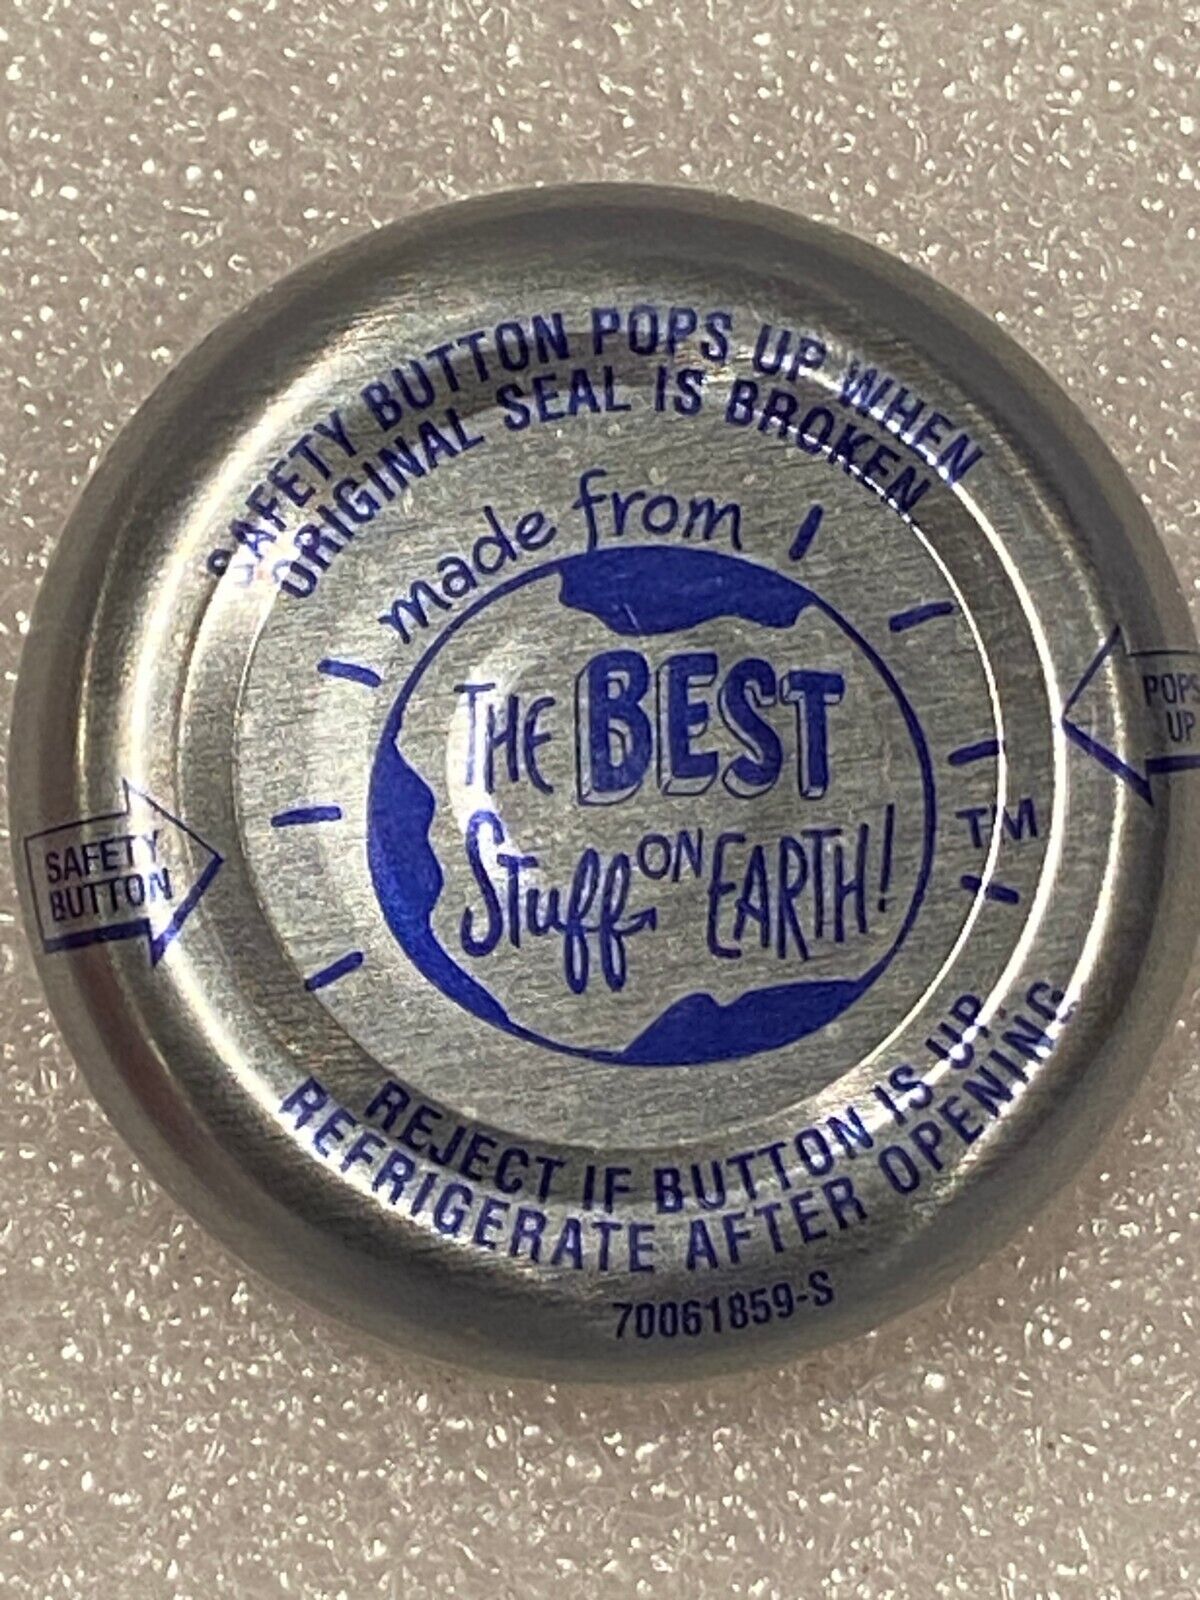 SAFETY BUTTON POPS UP WHEN
ORIGINAL SEAL IS BROKEN
made from
THE BEST
Stuff ON EARTH!
TM
SAFETY
BUTTON
POPS
UP
REJECT IF BUTTON IS UP.
REFRIGERATE AFTER OPENING
70061859-S